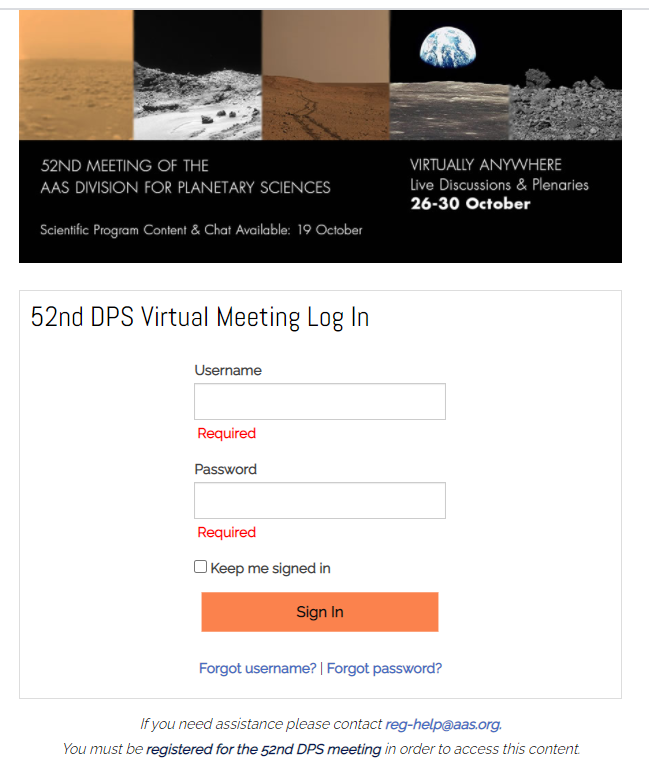 52ND MEETING OF THE
AAS DIVISION FOR PLANETARY SCIENCES
Scientific Program Content & Chat Available: 19 October
VIRTUALLY ANYWHERE
Live Discussions & Plenaries
26-30 October
52nd DPS Virtual Meeting Log In
Username
Required
Password
Required
Keep me signed in
Sign In
Forgot username? | Forgot password?
If you need assistance please contact reg-help@aas.org.
You must be registered for the 52nd DPS meeting in order to access this content.